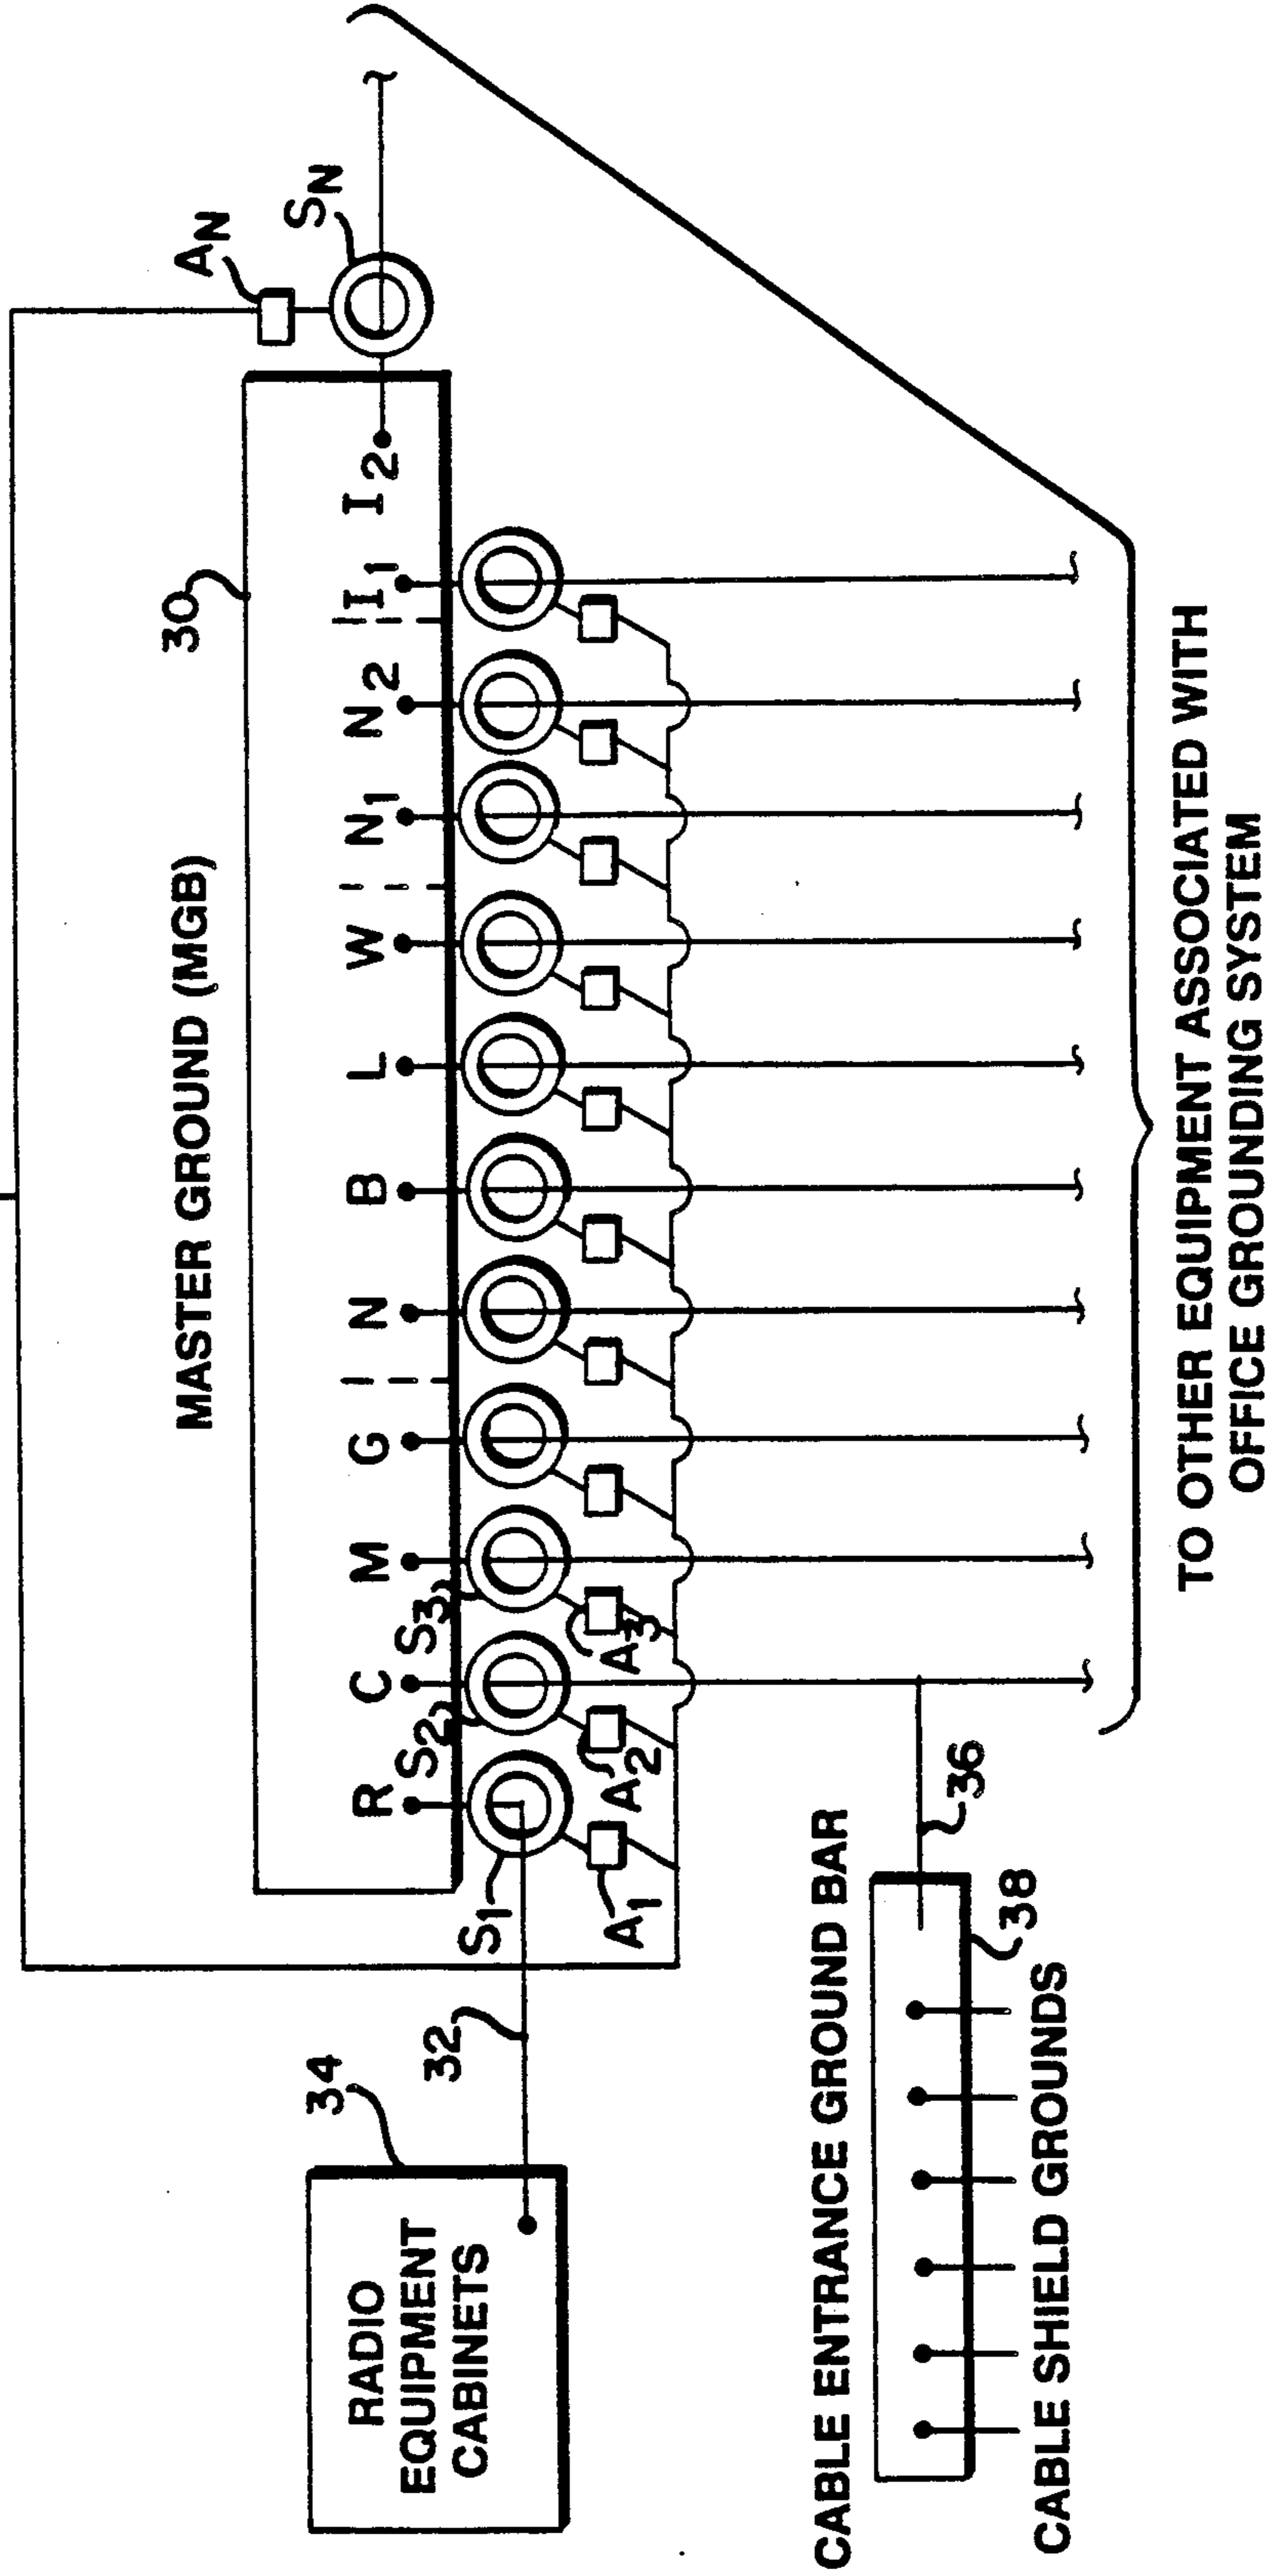 MASTER GROUND (MGB)
30
AN
SN
R
C
M
G
N
B
L
W
N1
N2
I1
I2
S1
S2
S3
A1
A2
A3
34
RADIO
EQUIPMENT
CABINETS
32
CABLE ENTRANCE GROUND BAR
36
38
CABLE SHIELD GROUNDS
TO OTHER EQUIPMENT ASSOCIATED WITH
OFFICE GROUNDING SYSTEM